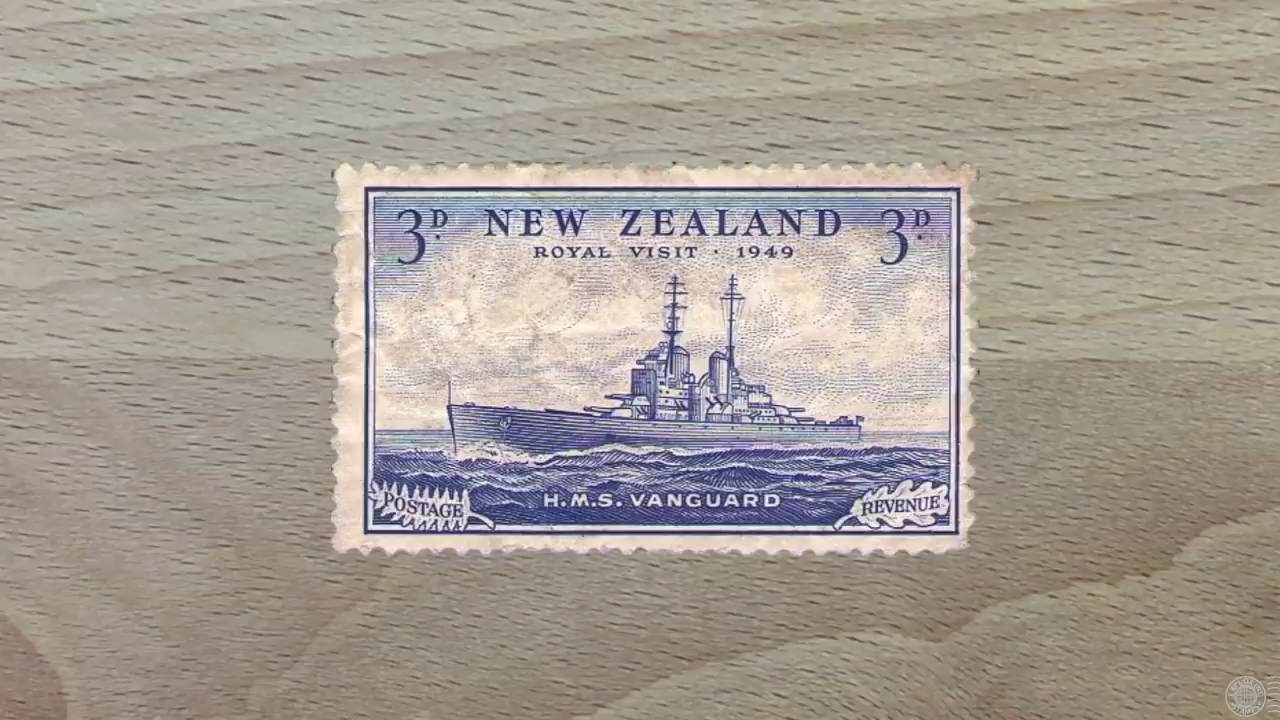 3D NEW ZEALAND 3D
ROYAL VISIT · 1949
H.M.S. VANGUARD
POSTAGE
REVENUE